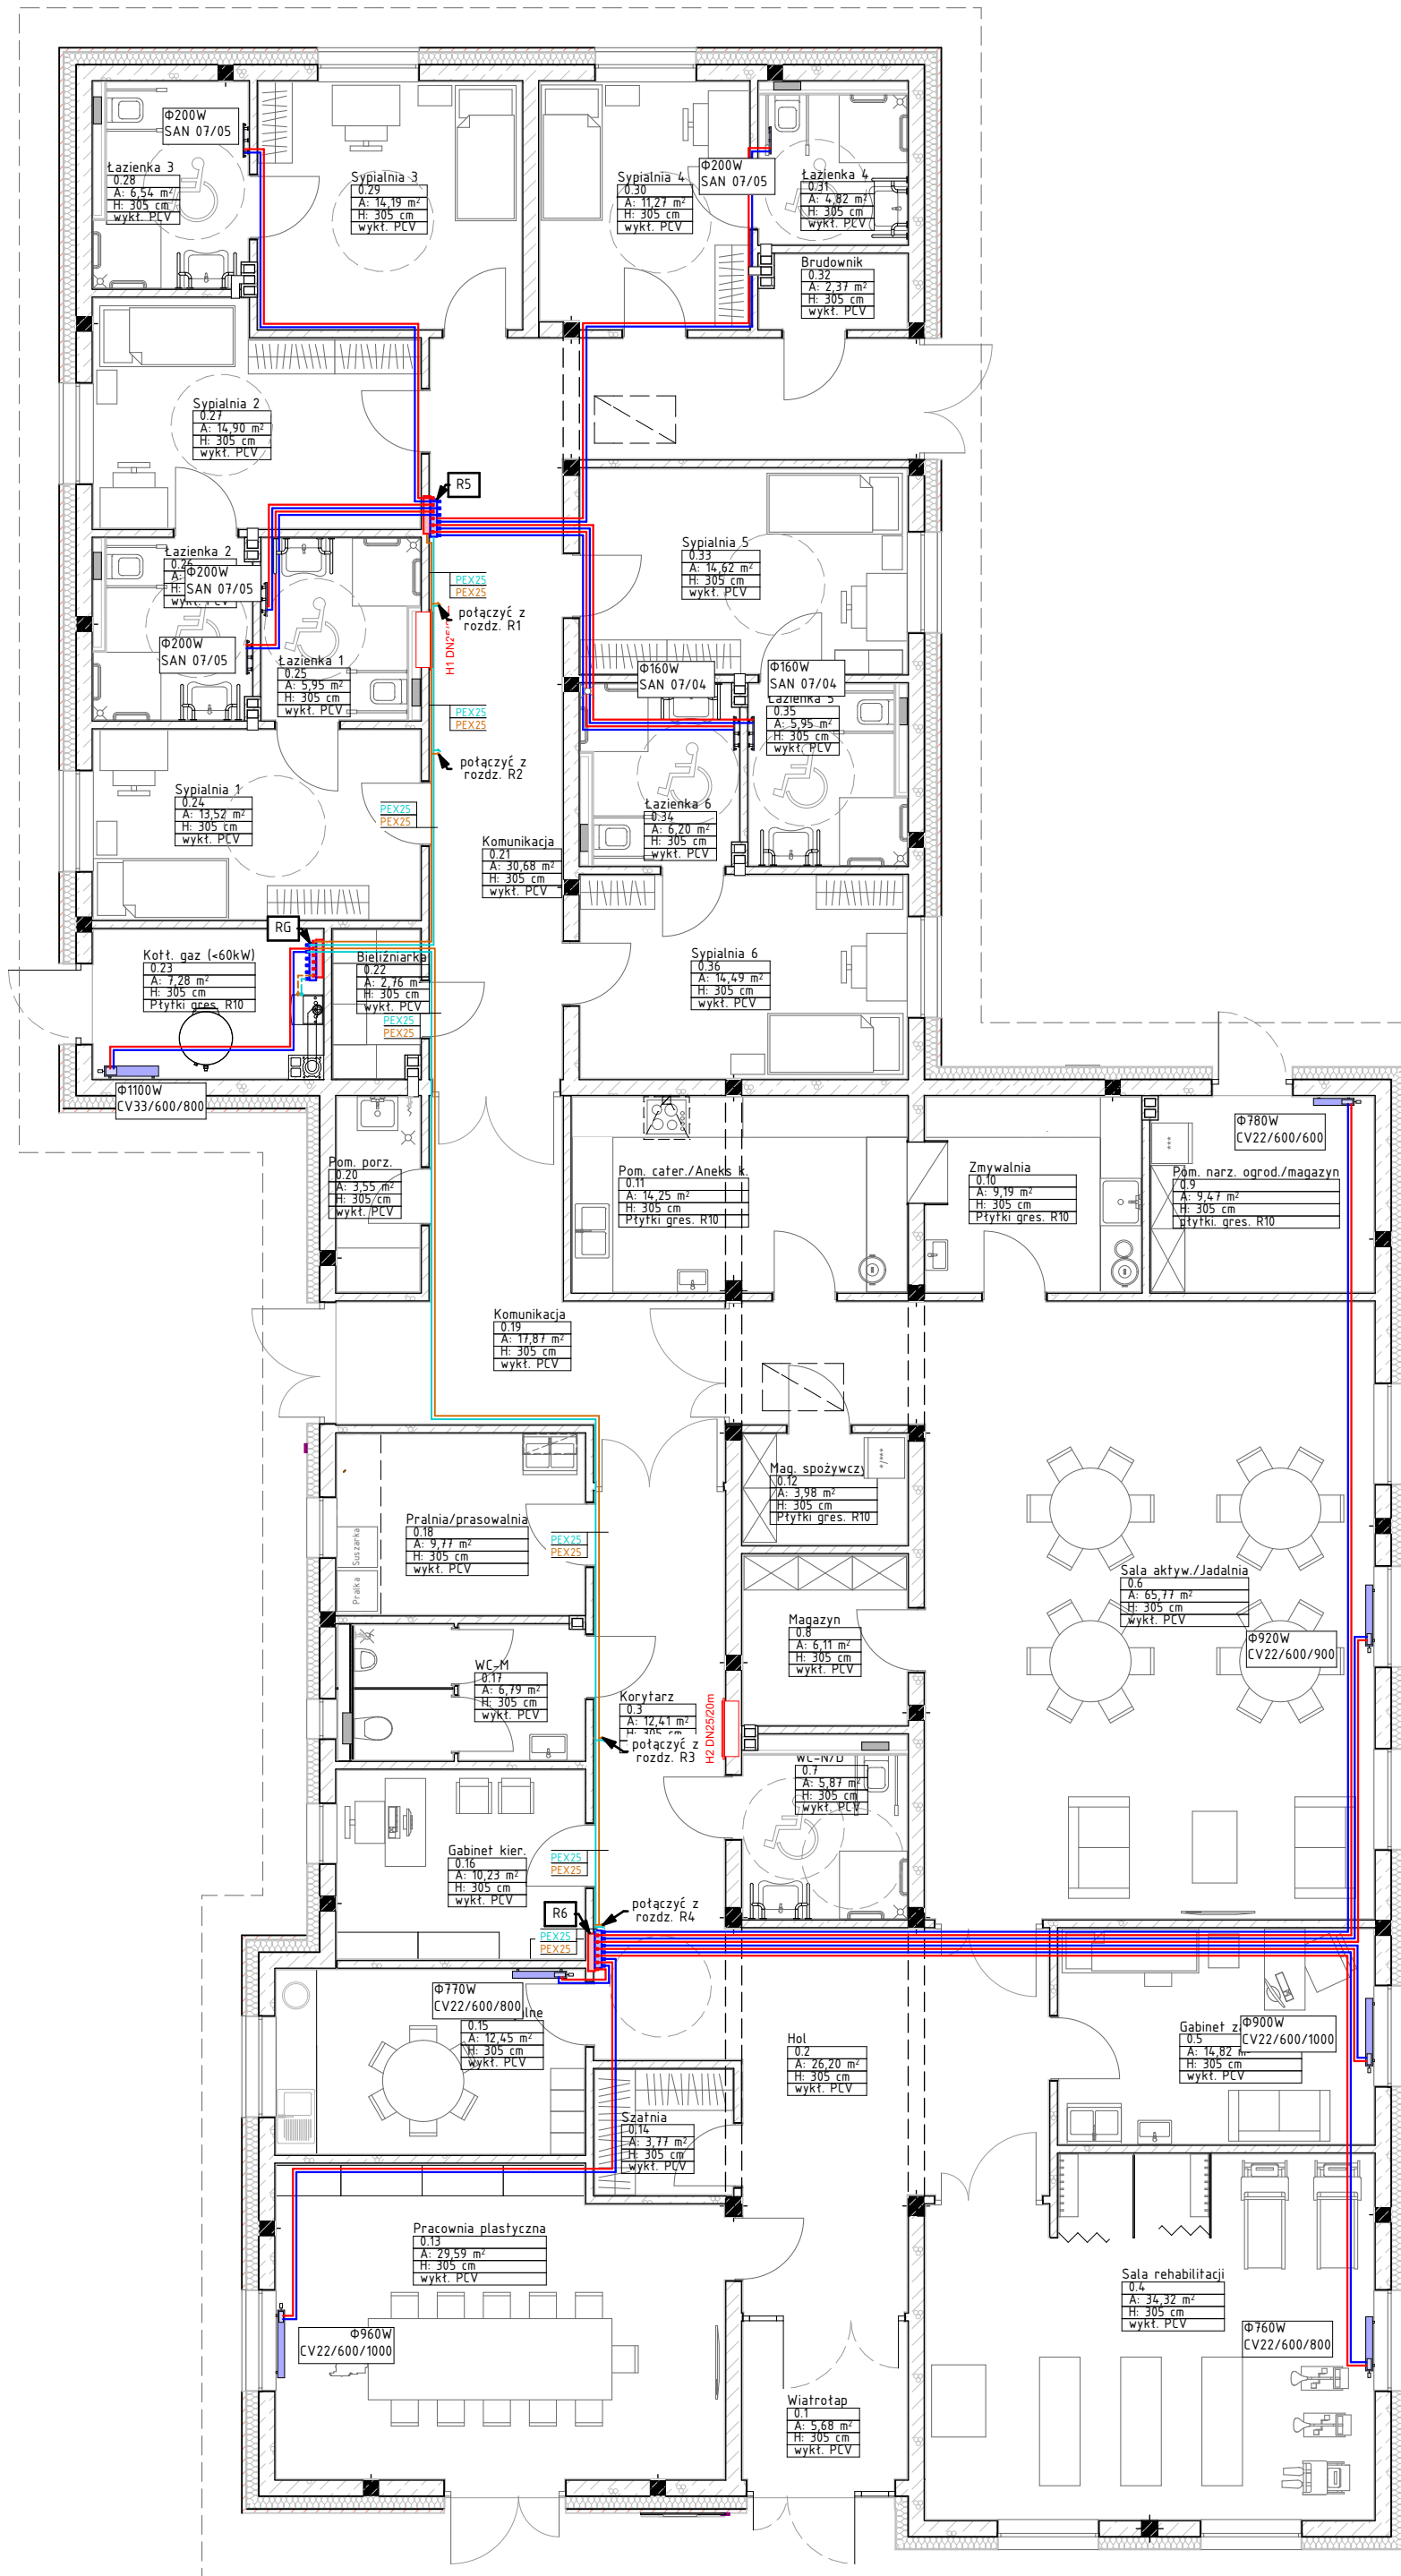 Φ200W
SAN 07/05
Łazienka 3
0.28
A: 6,54 m²
H: 305 cm
wykł. PCV
Sypialnia 3
0.29
A: 14,19 m²
H: 305 cm
wykł. PCV
Sypialnia 4
0.30
A: 11,27 m²
H: 305 cm
wykł. PCV
Φ200W
SAN 07/05
Łazienka 4
0.31
A: 4,82 m²
H: 305 cm
wykł. PCV
Brudownik
0.32
A: 2,37 m²
H: 305 cm
wykł. PCV
Sypialnia 2
0.27
A: 14,90 m²
H: 305 cm
wykł. PCV
R5
Sypialnia 5
0.33
A: 14,62 m²
H: 305 cm
wykł. PCV
Łazienka 2
0.26
A:
H:
wykł. PCV
Φ200W
SAN 07/05
PEX25
PEX25
połączyć z
rozdz. R1
H1 DN25/
Φ200W
SAN 07/05
Łazienka 1
0.25
A: 5,95 m²
H: 305 cm
wykł. PCV
Φ160W
SAN 07/04
Φ160W
SAN 07/04
Łazienka 5
0.35
A: 5,95 m²
H: 305 cm
wykł. PCV
PEX25
PEX25
połączyć z
rozdz. R2
Sypialnia 1
0.24
A: 13,52 m²
H: 305 cm
wykł. PCV
PEX25
PEX25
Łazienka 6
0.34
A: 6,20 m²
H: 305 cm
wykł. PCV
Komunikacja
0.21
A: 30,68 m²
H: 305 cm
wykł. PCV
RG
Kotł. gaz (<60kW)
0.23
A: 7,28 m²
H: 305 cm
Płytki gres. R10
Bieliźniarka
0.22
A: 2,76 m²
H: 305 cm
wykł. PCV
PEX25
PEX25
Sypialnia 6
0.36
A: 14,49 m²
H: 305 cm
wykł. PCV
Φ1100W
CV33/600/800
Φ780W
CV22/600/600
Pom. porz.
0.20
A: 3,55 m²
H: 305 cm
wykł. PCV
Pom. cater./Aneks k.
0.11
A: 14,25 m²
H: 305 cm
Płytki gres. R10
Zmywalnia
0.10
A: 9,19 m²
H: 305 cm
Płytki gres. R10
***
Pom. narz. ogrod./magazyn
0.9
A: 9,47 m²
H: 305 cm
płytki. gres. R10
Komunikacja
0.19
A: 17,87 m²
H: 305 cm
wykł. PCV
Mag. spożywczy
0.12
A: 3,98 m²
H: 305 cm
Płytki gres. R10
*/***
Pralnia/prasowalnia
0.18
A: 9,77 m²
H: 305 cm
wykł. PCV
Suszarka
Pralka
PEX25
PEX25
Sala aktyw./Jadalnia
0.6
A: 65,77 m²
H: 305 cm
wykł. PCV
Φ920W
CV22/600/900
Magazyn
0.8
A: 6,11 m²
H: 305 cm
wykł. PCV
WC-M
0.17
A: 6,79 m²
H: 305 cm
wykł. PCV
Korytarz
0.3
A: 12,41 m²
H: 305 cm
połączyć z
rozdz. R3
H2 DN25/20m
WC-N/D
0.7
A: 5,87 m²
H: 305 cm
wykł. PCV
Gabinet kier.
0.16
A: 10,23 m²
H: 305 cm
wykł. PCV
PEX25
PEX25
połączyć z
rozdz. R4
R6
PEX25
PEX25
Φ770W
CV22/600/800
lne
0.15
A: 12,45 m²
H: 305 cm
wykł. PCV
Hol
0.2
A: 26,20 m²
H: 305 cm
wykł. PCV
Gabinet z
0.5
A: 14,82 m²
H: 305 cm
wykł. PCV
Φ900W
CV22/600/1000
Szatnia
0.14
A: 3,77 m²
H: 305 cm
wykł. PCV
Pracownia plastyczna
0.13
A: 29,59 m²
H: 305 cm
wykł. PCV
Sala rehabilitacji
0.4
A: 34,32 m²
H: 305 cm
wykł. PCV
Φ960W
CV22/600/1000
Φ760W
CV22/600/800
Wiatrołap
0.1
A: 5,68 m²
H: 305 cm
wykł. PCV